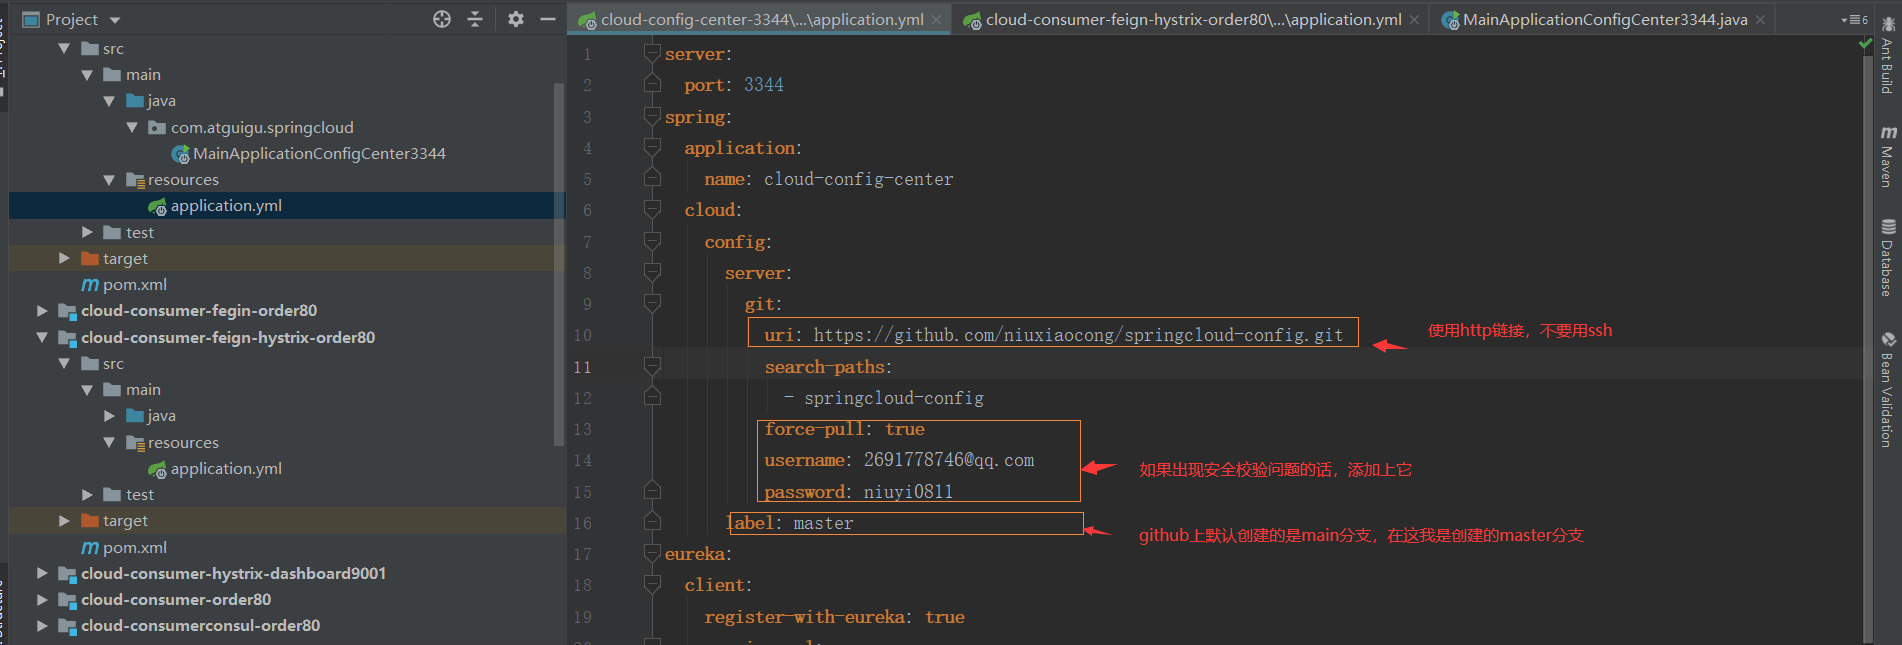 Project
src
main
java
com.atguigu.springcloud
MainApplicationConfigCenter3344
resources
application.yml
test
target
pom.xml
cloud-consumer-fegin-order80
cloud-consumer-feign-hystrix-order80
src
main
java
resources
application.yml
test
target
pom.xml
cloud-consumer-hystrix-dashboard9001
cloud-consumer-order80
cloud-consumerconsul-order80
cloud-config-center-3344\...\application.yml
cloud-consumer-feign-hystrix-order80\...\application.yml
MainApplicationConfigCenter3344.java
6
1 server:
2 port: 3344
3 spring:
4 application:
5 name: cloud-config-center
6 cloud:
7 config:
8 server:
9 git:
10 uri: https://github.com/niuxiaocong/springcloud-config.git
使用http链接，不要用ssh
11 search-paths:
12 - springcloud-config
13 force-pull: true
14 username: 2691778746@qq.com
如果出现安全校验问题的话，添加上它
15 password: niuyi0811
16 label: master
github上默认创建的是main分支，在这我是创建的master分支
17 eureka:
18 client:
19 register-with-eureka: true
Ant Build
Maven
Database
Bean Validation